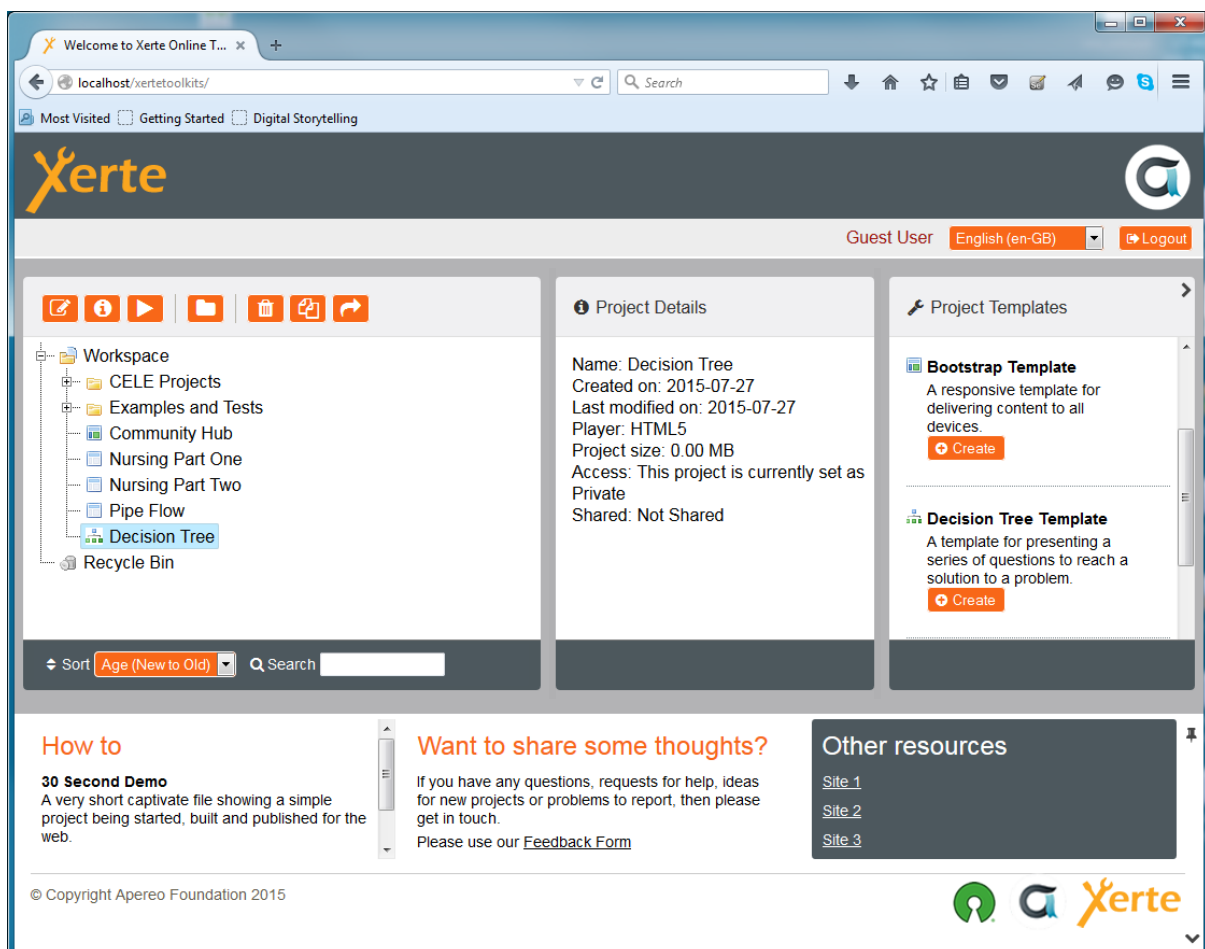 Welcome to Xerte Online T...
localhost/xertetoolkits/
Search
Most Visited Getting Started Digital Storytelling
Xerte
Guest User English (en-GB) Logout
Workspace
CELE Projects
Examples and Tests
Community Hub
Nursing Part One
Nursing Part Two
Pipe Flow
Decision Tree
Recycle Bin
Sort Age (New to Old) Search
Project Details
Name: Decision Tree
Created on: 2015-07-27
Last modified on: 2015-07-27
Player: HTML5
Project size: 0.00 MB
Access: This project is currently set as
Private
Shared: Not Shared
Project Templates
Bootstrap Template
A responsive template for
delivering content to all
devices.
Create
Decision Tree Template
A template for presenting a
series of questions to reach a
solution to a problem.
Create
How to
30 Second Demo
A very short captivate file showing a simple
project being started, built and published for the
web.
Want to share some thoughts?
If you have any questions, requests for help, ideas
for new projects or problems to report, then please
get in touch.
Please use our Feedback Form
Other resources
Site 1
Site 2
Site 3
© Copyright Apereo Foundation 2015
Xerte